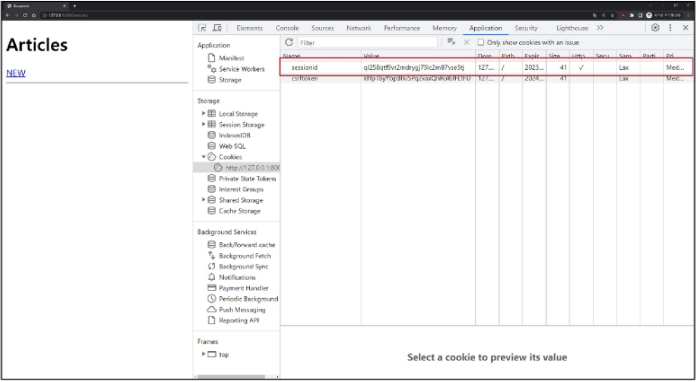 Elements Console Sources Network Performance Memory Application Security Lighthouse
Articles
NEW
Application
Manifest
Service Workers
Storage
Storage
Local Storage
Session Storage
IndexedDB
Web SQL
Cookies
http://127.0.0.1:800
Private State Tokens
Interest Groups
Shared Storage
Cache Storage
Background Services
Back/forward cache
Background Fetch
Background Sync
Notifications
Payment Handler
Periodic Background
Push Messaging
Reporting API
Frames
top
Filter
Only show cookies with an issue
Name Value Dom... Path Expir... Size Http... Secu... Sam... Parti... Pri...
sessionid 127... / 2023... 41 ✓ Lax Med...
csrftoken 127... / 2024... 41 Lax Med...
Select a cookie to preview its value